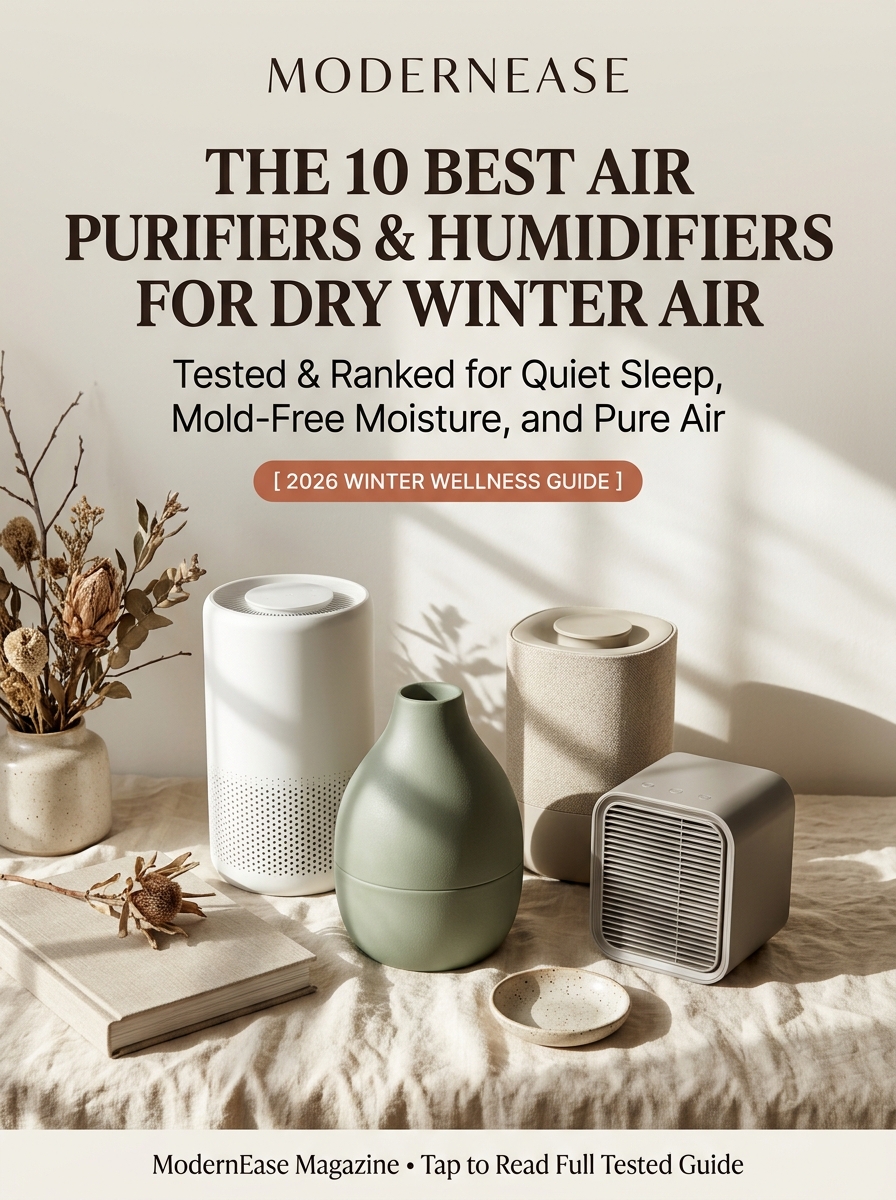 MODERNEASE
THE 10 BEST AIR
PURIFIERS & HUMIDIFIERS
FOR DRY WINTER AIR
Tested & Ranked for Quiet Sleep,
Mold-Free Moisture, and Pure Air
[ 2026 WINTER WELLNESS GUIDE ]
ModernEase Magazine • Tap to Read Full Tested Guide